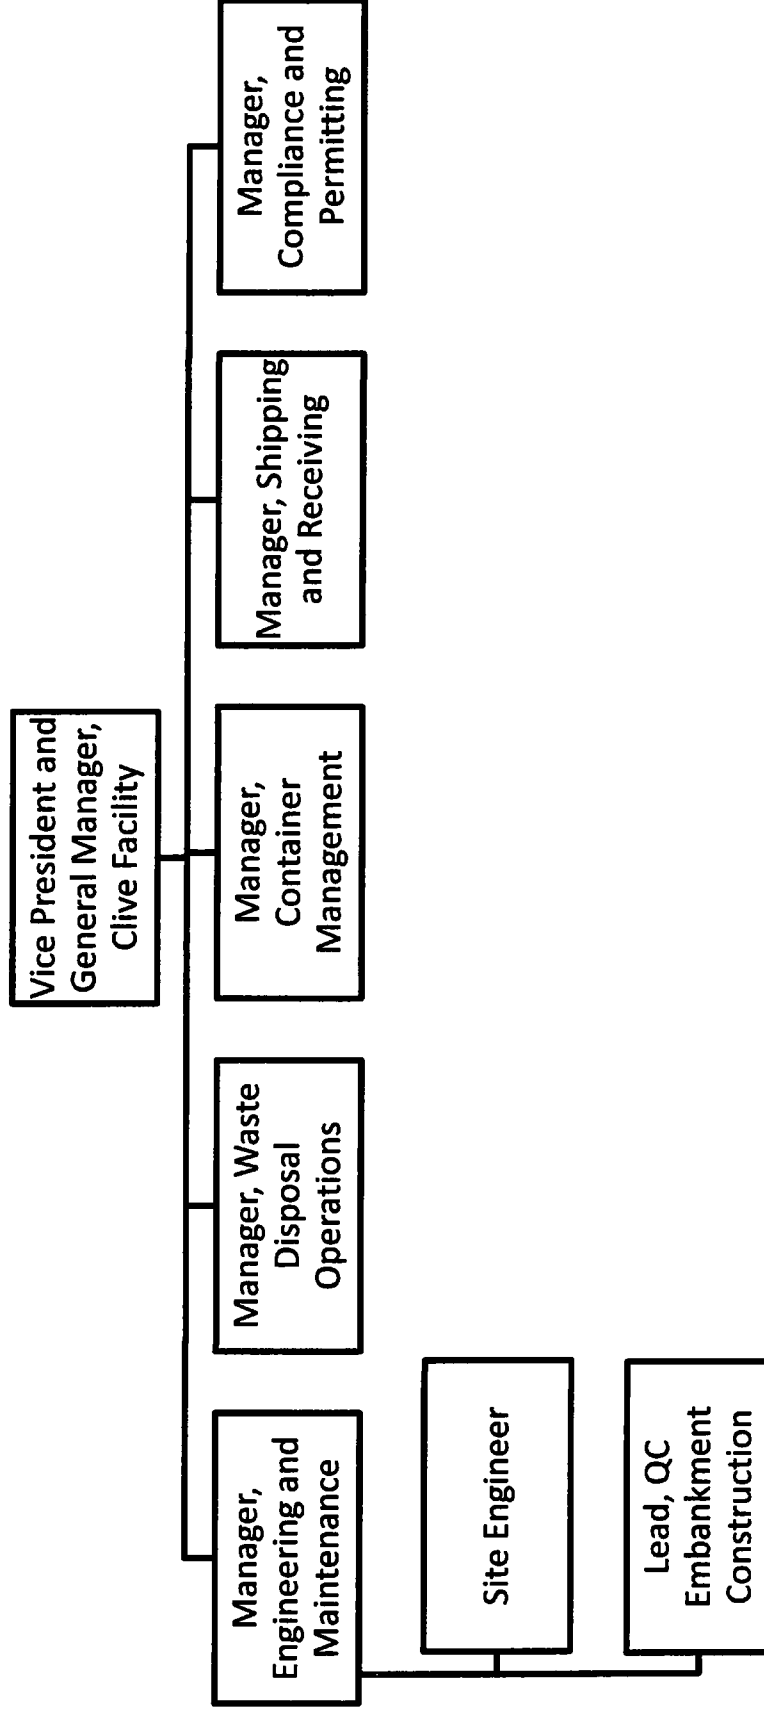 Vice President and
General Manager,
Clive Facility
Manager,
Engineering and
Maintenance
Manager, Waste
Disposal
Operations
Manager,
Container
Management
Manager, Shipping
and Receiving
Manager,
Compliance and
Permitting
Site Engineer
Lead, QC
Embankment
Construction